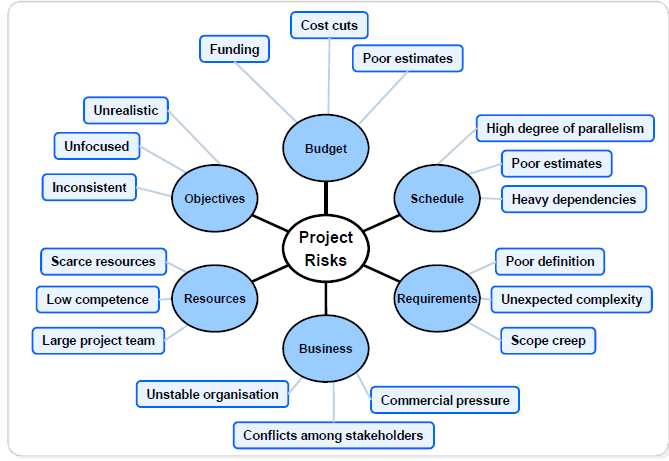 Cost cuts
Funding
Poor estimates
Budget
Unrealistic
Unfocused
Inconsistent
Objectives
High degree of parallelism
Poor estimates
Heavy dependencies
Schedule
Project
Risks
Scarce resources
Low competence
Large project team
Resources
Requirements
Poor definition
Unexpected complexity
Scope creep
Business
Unstable organisation
Commercial pressure
Conflicts among stakeholders